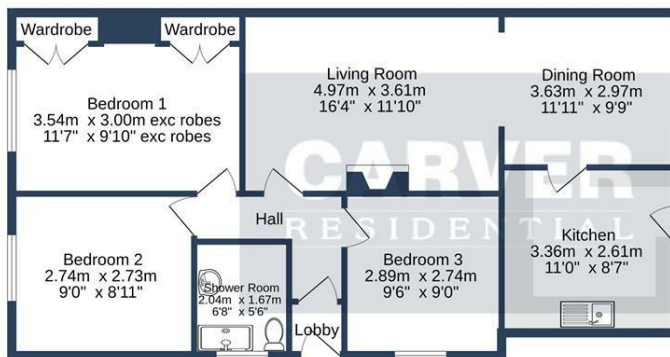 Wardrobe
Wardrobe
Bedroom 1
3.54m x 3.00m exc robes
11'7" x 9'10" exc robes
Living Room
4.97m x 3.61m
16'4" x 11'10"
Dining Room
3.63m x 2.97m
11'11" x 9'9"
CARVER
RESIDENTIAL
Hall
Bedroom 2
2.74m x 2.73m
9'0" x 8'11"
Shower Room
2.04m x 1.67m
6'8" x 5'6"
Lobby
Bedroom 3
2.89m x 2.74m
9'6" x 9'0"
Kitchen
3.36m x 2.61m
11'0" x 8'7"